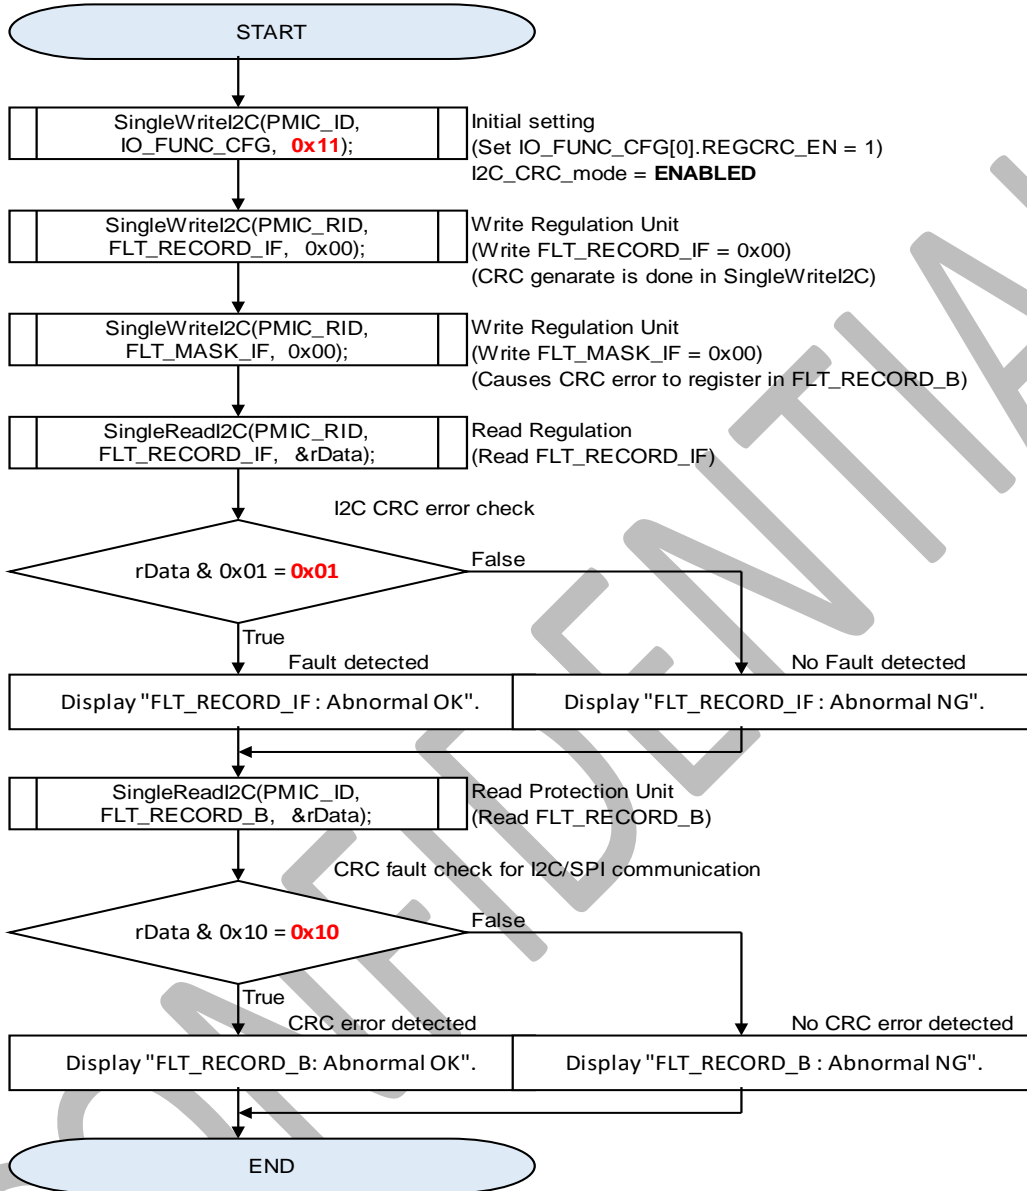 START
SingleWriteI2C(PMIC_ID,
IO_FUNC_CFG, 0x11);
Initial setting
(Set IO_FUNC_CFG[0].REGCRC_EN = 1)
I2C_CRC_mode = ENABLED
SingleWriteI2C(PMIC_RID,
FLT_RECORD_IF, 0x00);
Write Regulation Unit
(Write FLT_RECORD_IF = 0x00)
(CRC genarate is done in SingleWriteI2C)
SingleWriteI2C(PMIC_RID,
FLT_MASK_IF, 0x00);
Write Regulation Unit
(Write FLT_MASK_IF = 0x00)
(Causes CRC error to register in FLT_RECORD_B)
SingleReadI2C(PMIC_RID,
FLT_RECORD_IF, &rData);
Read Regulation
(Read FLT_RECORD_IF)
I2C CRC error check
rData & 0x01 = 0x01
False
True
Fault detected
No Fault detected
Display "FLT_RECORD_IF : Abnormal OK".
Display "FLT_RECORD_IF : Abnormal NG".
SingleReadI2C(PMIC_ID,
FLT_RECORD_B, &rData);
Read Protection Unit
(Read FLT_RECORD_B)
CRC fault check for I2C/SPI communication
rData & 0x10 = 0x10
False
True
CRC error detected
No CRC error detected
Display "FLT_RECORD_B: Abnormal OK".
Display "FLT_RECORD_B : Abnormal NG".
END
ONFIDENTIA